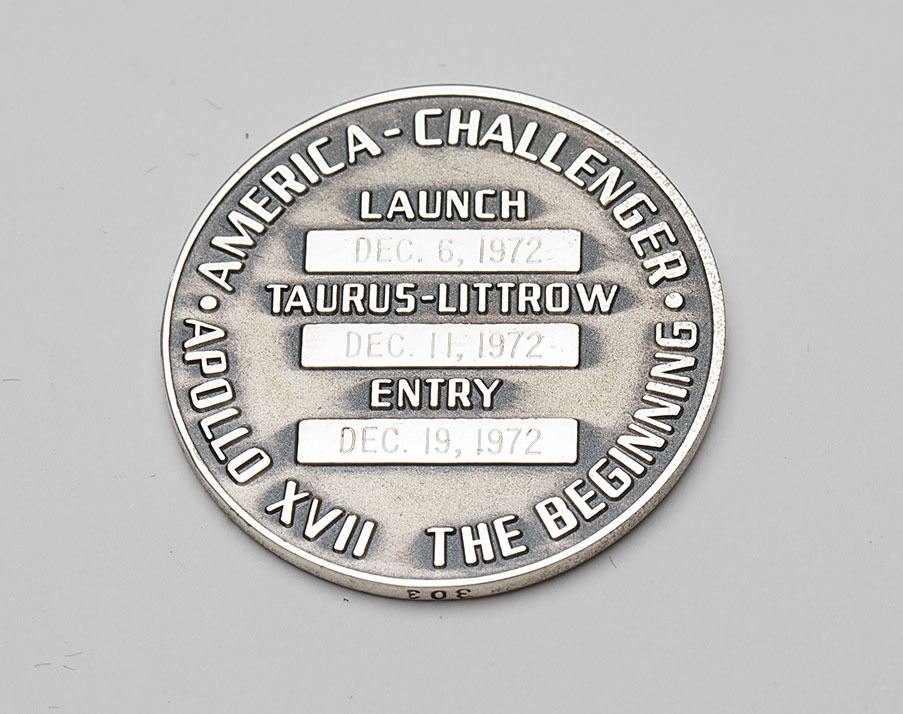 AMERICA-CHALLENGER
LAUNCH
DEC. 6, 1972
TAURUS-LITTROW
DEC. 11, 1972
ENTRY
DEC. 19, 1972
APOLLO XVII THE BEGINNING
303